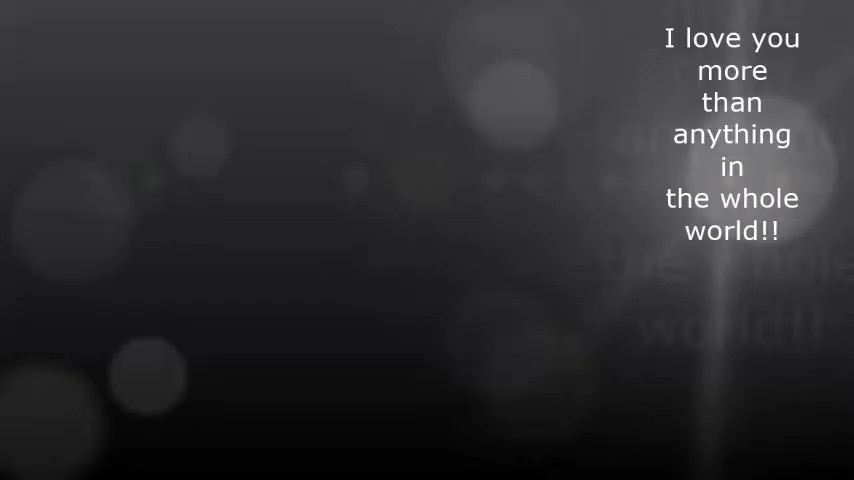 I love you
more
than
anything
in
the whole
world!!